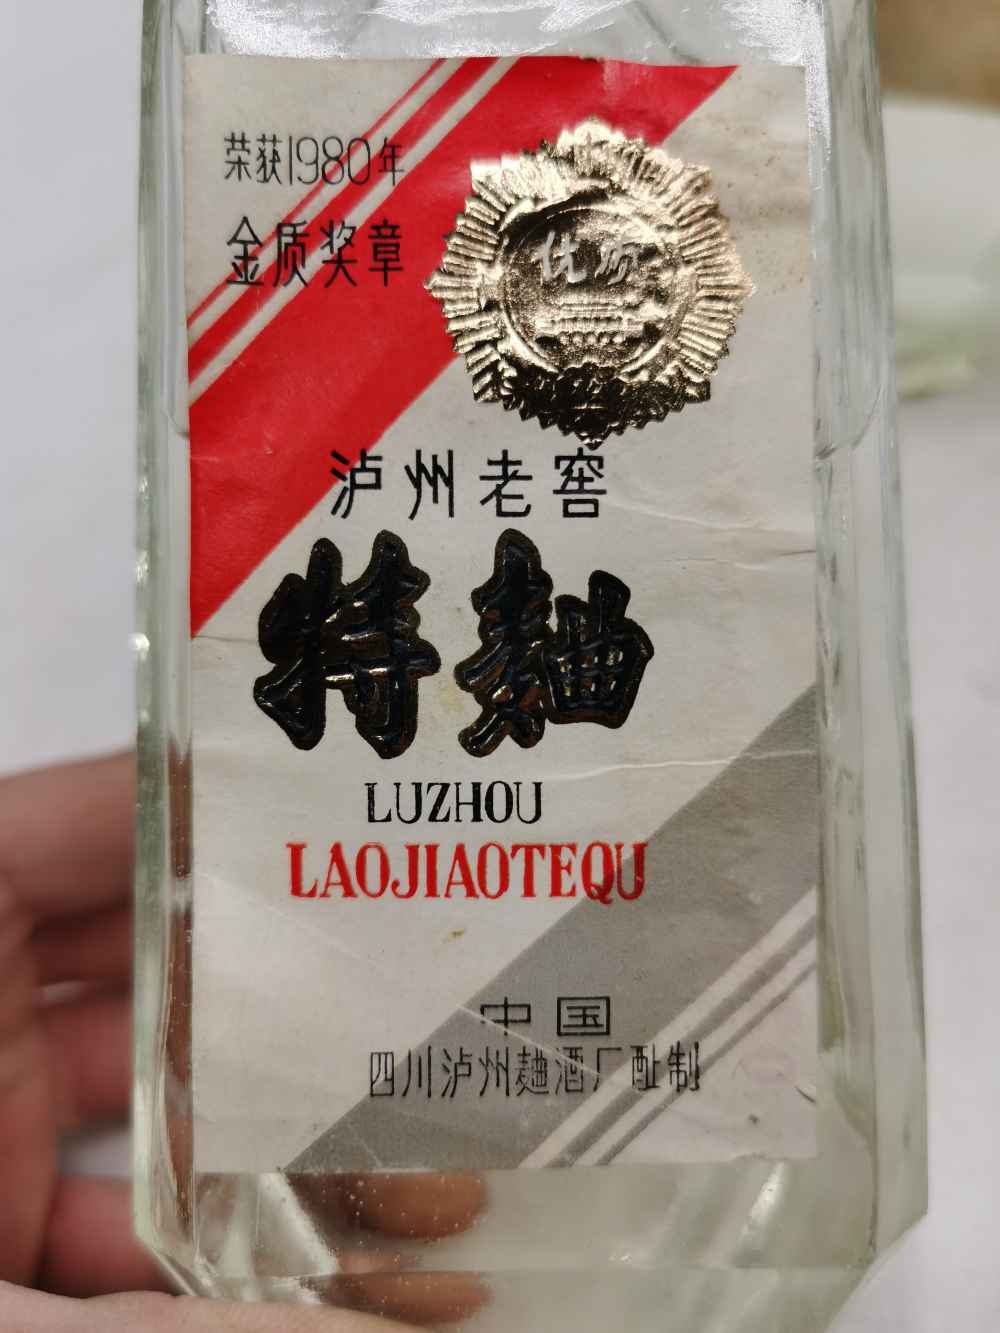 荣获1980年
金质奖章
优质
泸州老窖
特麯
LUZHOU
LAOJIAOTEQU
中国
四川泸州麯酒厂酓制